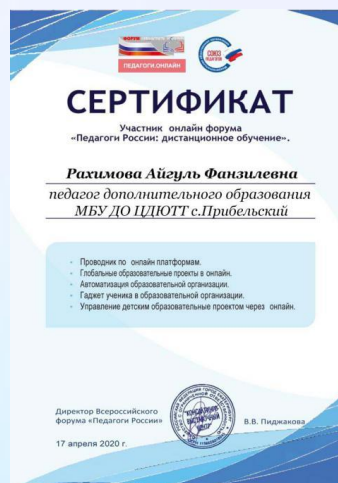 ФОРУМ
ПЕДАГОГИ.ОНЛАЙН
СОЮЗ
ПЕДАГОГОВ
СЕРТИФИКАТ
Участник онлайн форума
«Педагоги России: дистанционное обучение».
Рахимова Айгуль Фанзилевна
педагог дополнительного образования
МБУ ДО ЦДЮТТ с.Прибельский
- Проводник по онлайн платформам.
- Глобальные образовательные проекты в онлайн.
- Автоматизация образовательной организации.
- Гаджет ученика в образовательной организации.
- Управление детским образовательные проектом через онлайн.
Директор Всероссийского
форума «Педагоги России»
В.В. Пиджакова
17 апреля 2020 г.